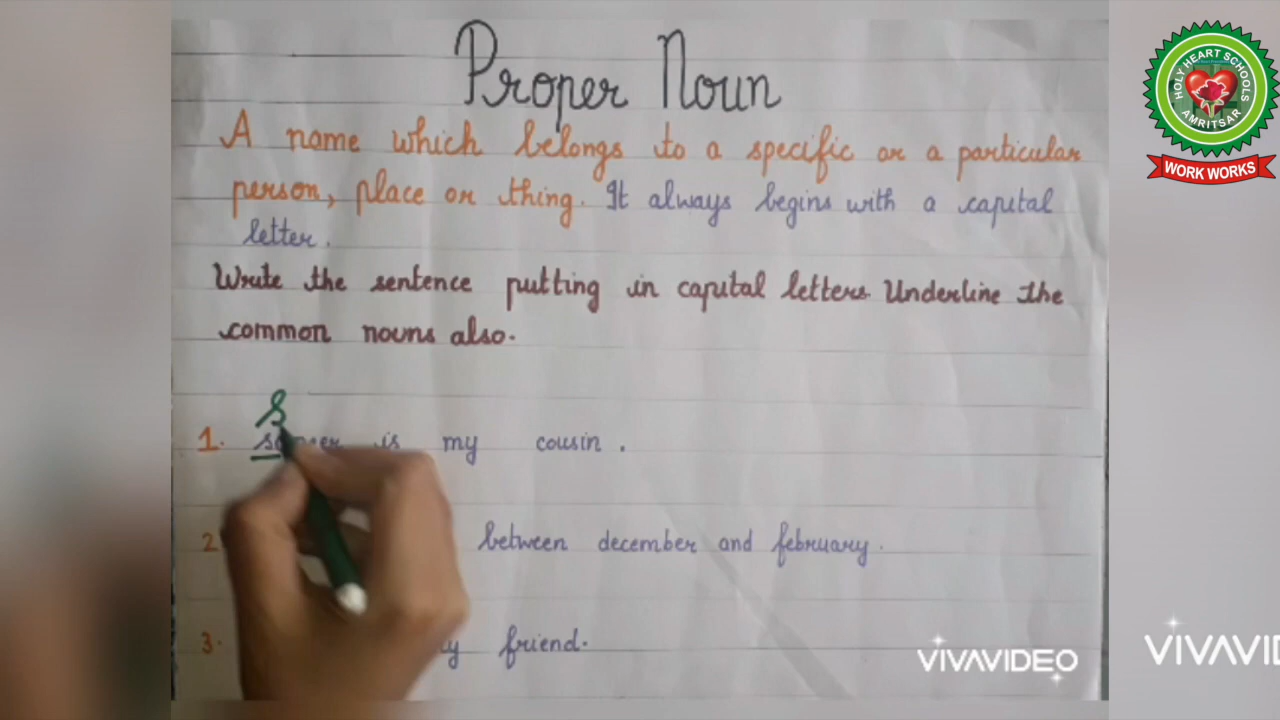 Proper Noun
A name which belongs to a specific or a particular
person, place or thing. It always begins with a capital
letter.
Write the sentence putting in capital letters. Underline the
common nouns also.
S
1. is my cousin.
2 between december and february.
3. friend.
HOLY HEART SCHOOLS
AMRITSAR
WORK WORKS
VIVAVIDEO
VIVAVID